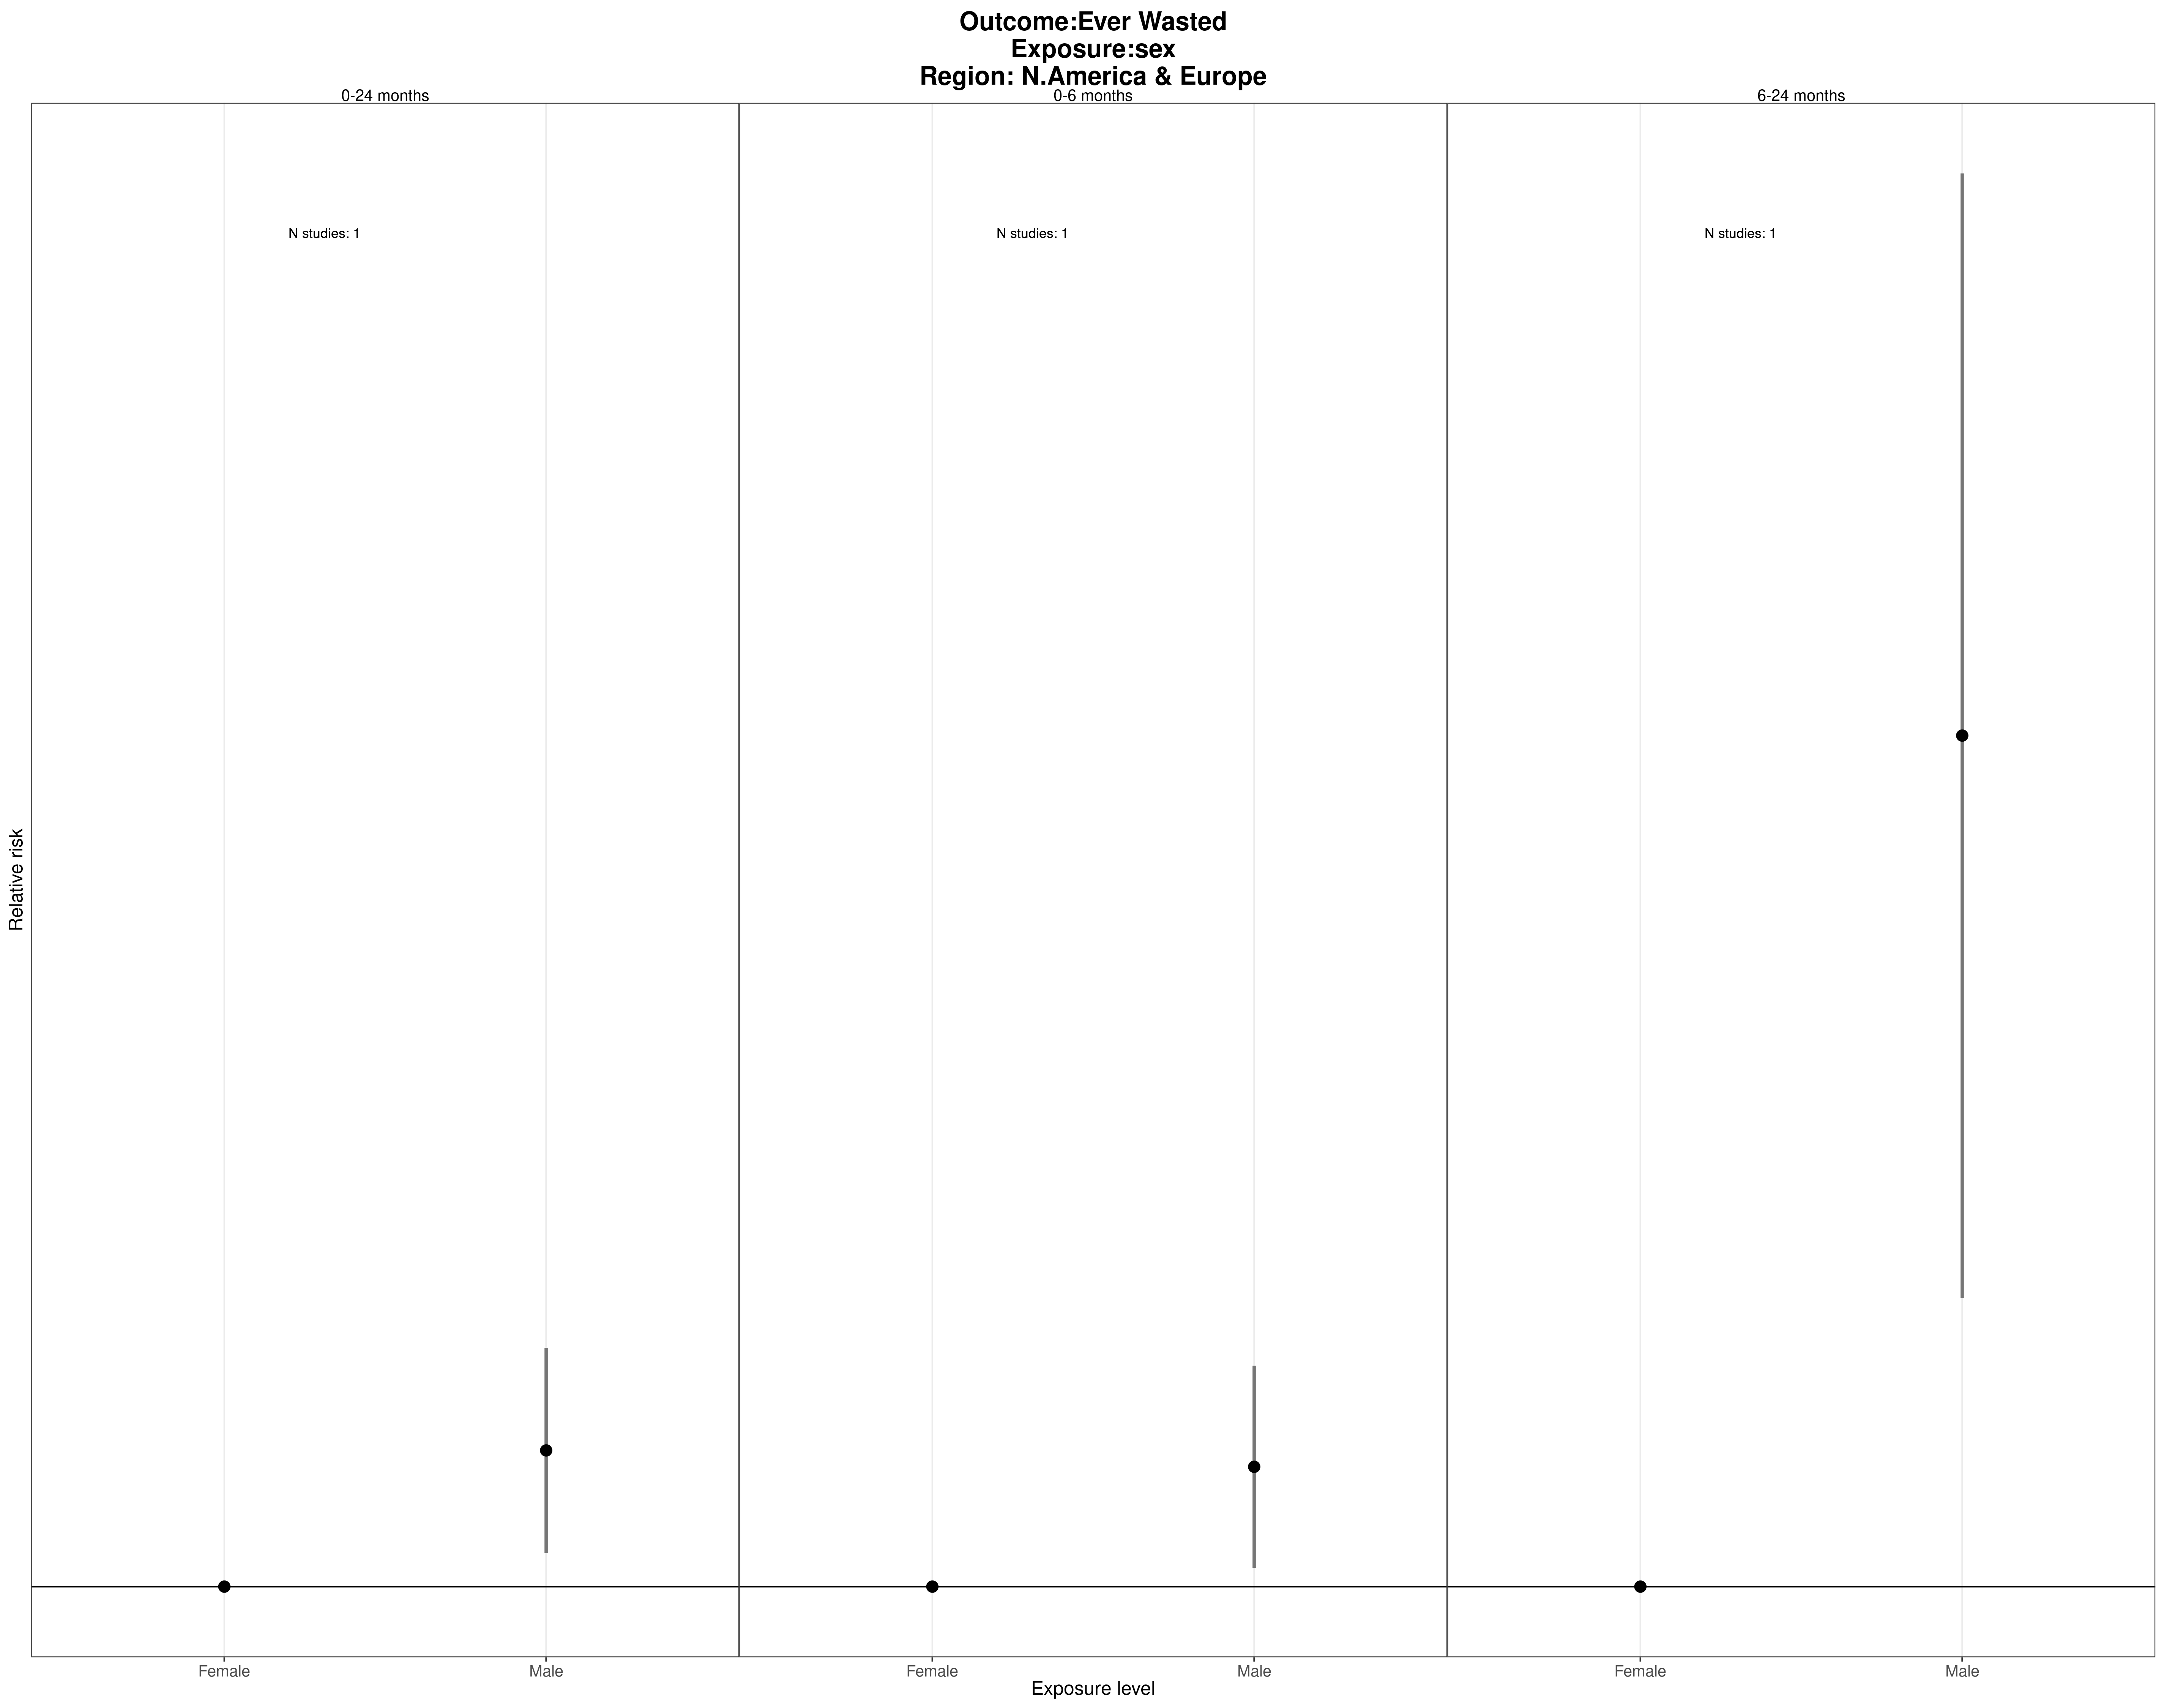 Outcome:Ever Wasted
Exposure:sex
Region: N.America & Europe
0-24 months
0-6 months
6-24 months
N studies: 1
N studies: 1
N studies: 1
Relative risk
Female
Male
Female
Male
Female
Male
Exposure level